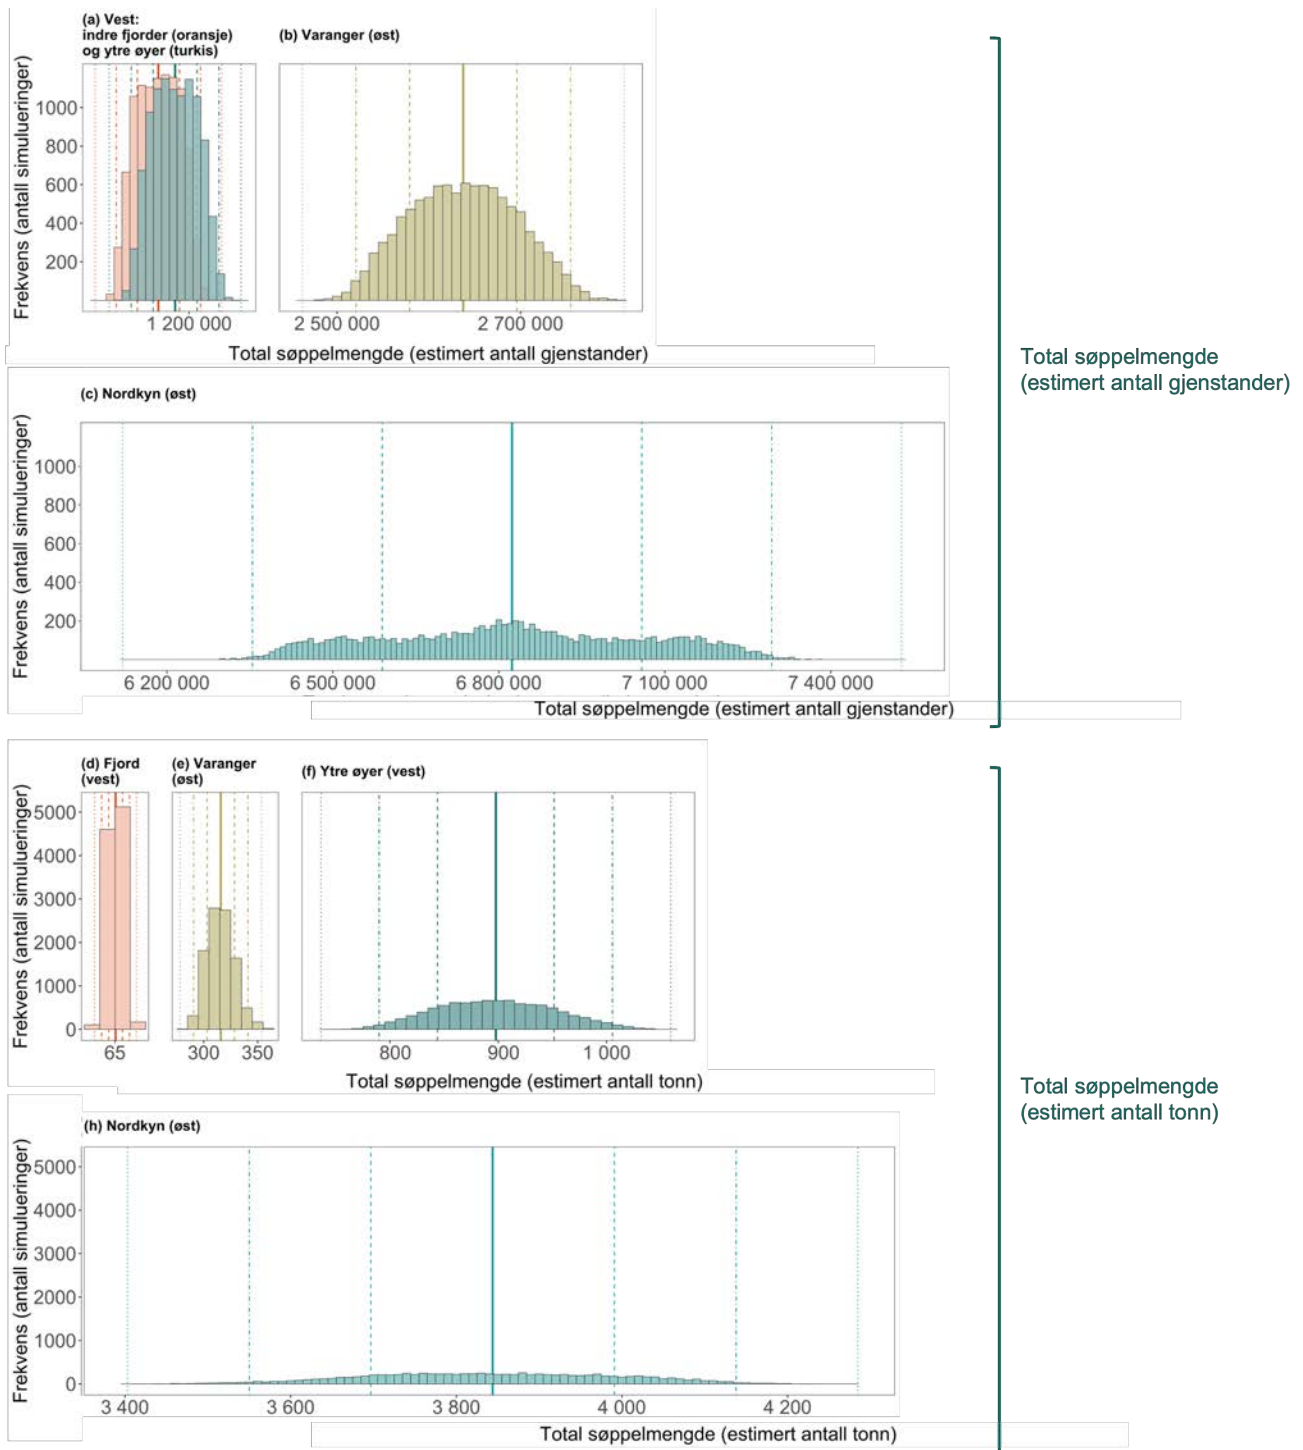 (a) Vest:
indre fjorder (oransje)
og ytre øyer (turkis)
(b) Varanger (øst)
Frekvens (antall simulueringer)
1000
800
600
400
200
1 200 000
2 500 000
2 700 000
Total søppelmengde (estimert antall gjenstander)
Total søppelmengde
(estimert antall gjenstander)
(c) Nordkyn (øst)
Frekvens (antall simulueringer)
1000
800
600
400
200
6 200 000
6 500 000
6 800 000
7 100 000
7 400 000
Total søppelmengde (estimert antall gjenstander)
(d) Fjord
(vest)
(e) Varanger
(øst)
(f) Ytre øyer (vest)
Frekvens (antall simulueringer)
5000
4000
3000
2000
1000
0
65
300
350
800
900
1 000
Total søppelmengde (estimert antall tonn)
Total søppelmengde
(estimert antall tonn)
(h) Nordkyn (øst)
Frekvens (antall simulueringer)
5000
4000
3000
2000
1000
0
3 400
3 600
3 800
4 000
4 200
Total søppelmengde (estimert antall tonn)